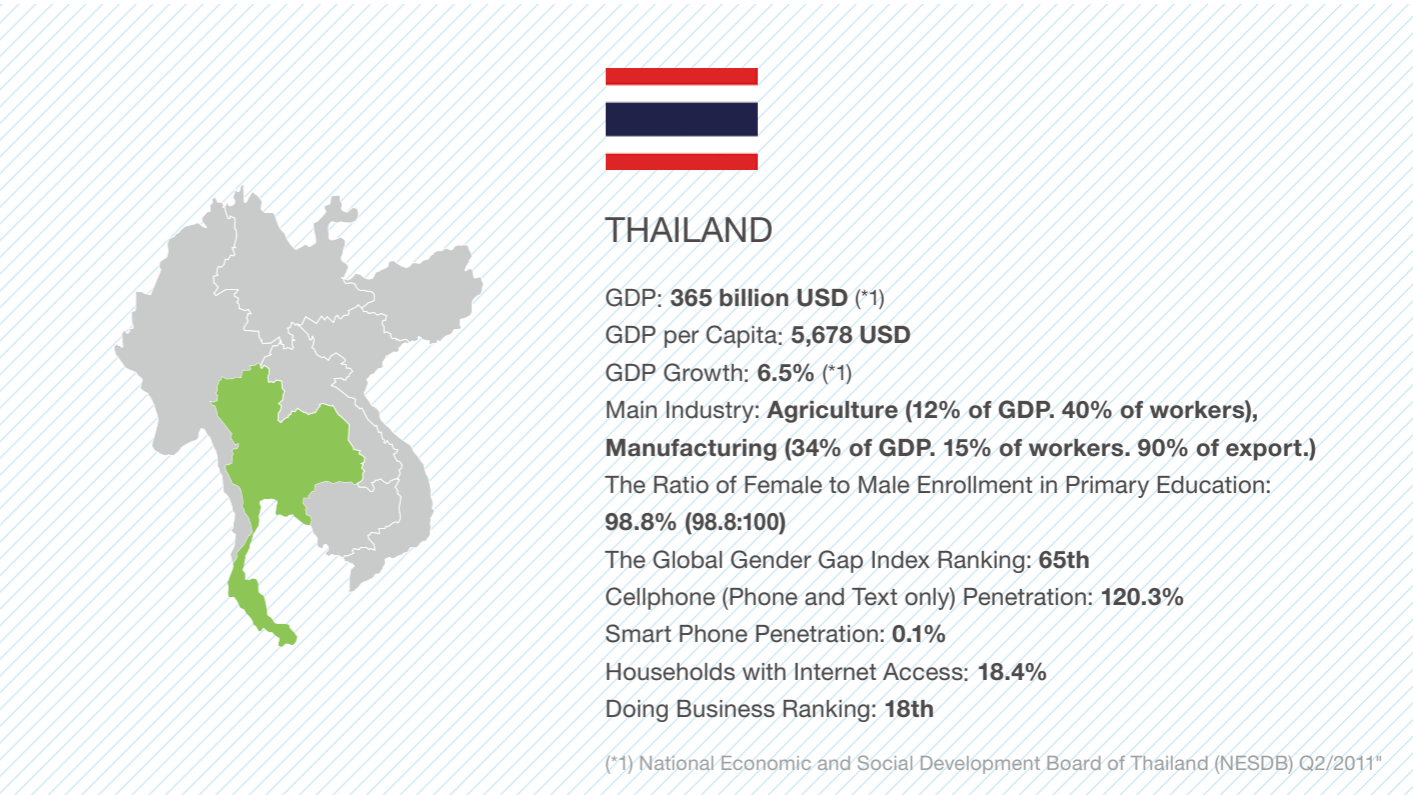 THAILAND
GDP: 365 billion USD (*1)
GDP per Capita: 5,678 USD
GDP Growth: 6.5% (*1)
Main Industry: Agriculture (12% of GDP. 40% of workers),
Manufacturing (34% of GDP. 15% of workers. 90% of export.)
The Ratio of Female to Male Enrollment in Primary Education:
98.8% (98.8:100)
The Global Gender Gap Index Ranking: 65th
Cellphone (Phone and Text only) Penetration: 120.3%
Smart Phone Penetration: 0.1%
Households with Internet Access: 18.4%
Doing Business Ranking: 18th
(*1) National Economic and Social Development Board of Thailand (NESDB) Q2/2011"